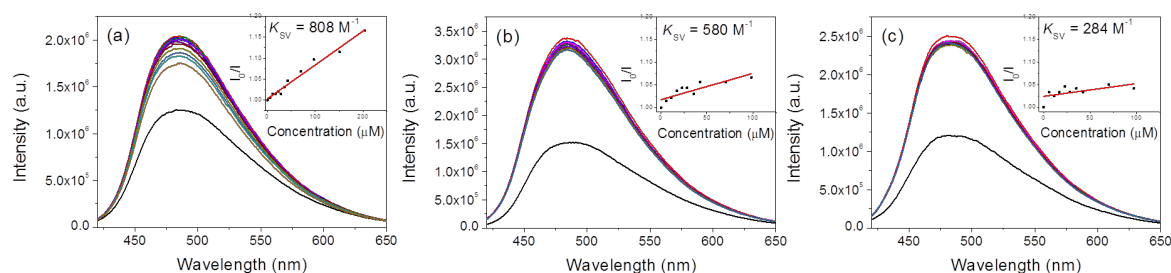 (a)
K_SV = 808 M⁻¹
I₀/I
1.20
1.15
1.10
1.05
1.00
0 100 200
Concentration (μM)
Intensity (a.u.)
2.0x10⁶
1.5x10⁶
1.0x10⁶
5.0x10⁵
0.0
450 500 550 600 650
Wavelength (nm)
(b)
K_SV = 580 M⁻¹
I₀/I
1.20
1.15
1.10
1.05
1.00
0 50 100
Concentration (μM)
Intensity (a.u.)
3.5x10⁶
3.0x10⁶
2.5x10⁶
2.0x10⁶
1.5x10⁶
1.0x10⁶
5.0x10⁵
0.0
450 500 550 600 650
Wavelength (nm)
(c)
K_SV = 284 M⁻¹
I₀/I
1.20
1.15
1.10
1.05
1.00
0 50 100
Concentration (μM)
Intensity (a.u.)
2.5x10⁶
2.0x10⁶
1.5x10⁶
1.0x10⁶
5.0x10⁵
0.0
450 500 550 600 650
Wavelength (nm)